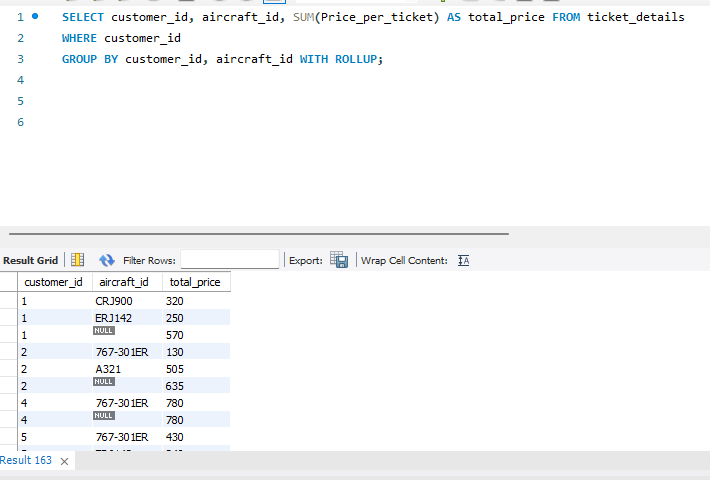 1 SELECT customer_id, aircraft_id, SUM(Price_per_ticket) AS total_price FROM ticket_details
2 WHERE customer_id
3 GROUP BY customer_id, aircraft_id WITH ROLLUP;
4
5
6
Result Grid Filter Rows: Export: Wrap Cell Content:
customer_id aircraft_id total_price
1 CRJ900 320
1 ERJ142 250
1 NULL 570
2 767-301ER 130
2 A321 505
2 NULL 635
4 767-301ER 780
4 NULL 780
5 767-301ER 430
Result 163